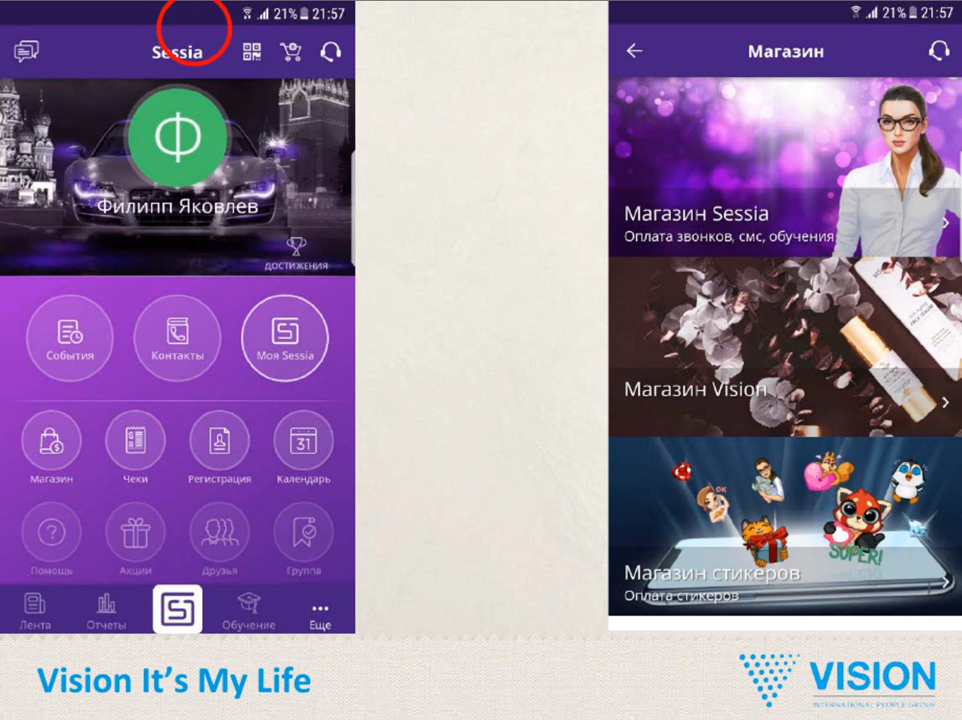 21% 21:57
Sessia
Ф
Филипп Яковлев
ДОСТИЖЕНИЯ
События
Контакты
Моя Sessia
31
Магазин
Чеки
Регистрация
Календарь
?
Помощь
Акции
Друзья
Группа
Лента
Отчеты
Обучение
Еще
21% 21:57
Магазин
Магазин Sessia
Оплата звонков, смс, обучения
Магазин Vision
OK
SUPER!
Магазин стикеров
Оплата стикеров
Vision It’s My Life
VISION
INTERNATIONAL PEOPLE GROUP